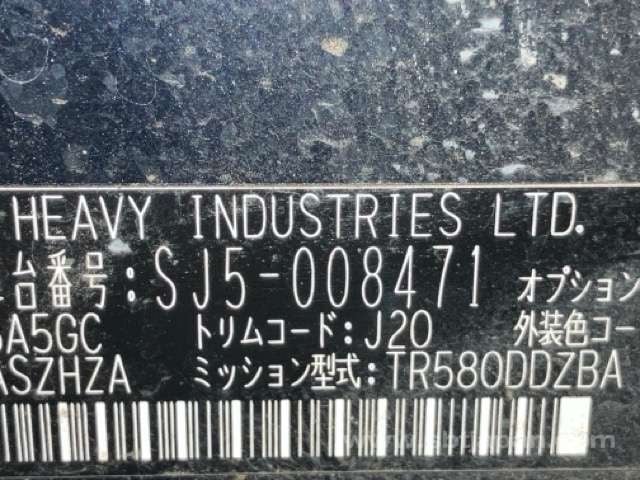 HEAVY INDUSTRIES LTD.
台番号:SJ5-008471 オプション
A5GC トリムコード:J20 外装色コー
ASZHZA ミッション型式:TR580DDZBA